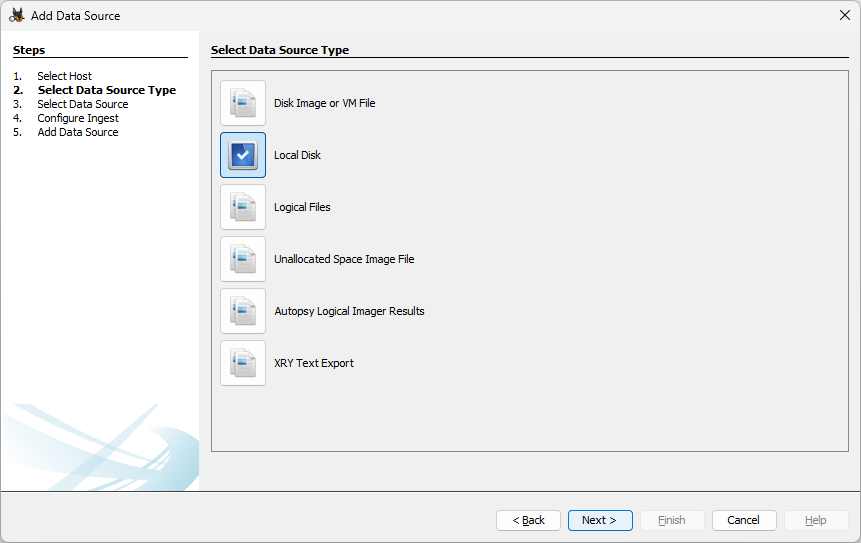 Add Data Source
Steps
1. Select Host
2. Select Data Source Type
3. Select Data Source
4. Configure Ingest
5. Add Data Source
Select Data Source Type
Disk Image or VM File
Local Disk
Logical Files
Unallocated Space Image File
Autopsy Logical Imager Results
XRY Text Export
< Back
Next >
Finish
Cancel
Help